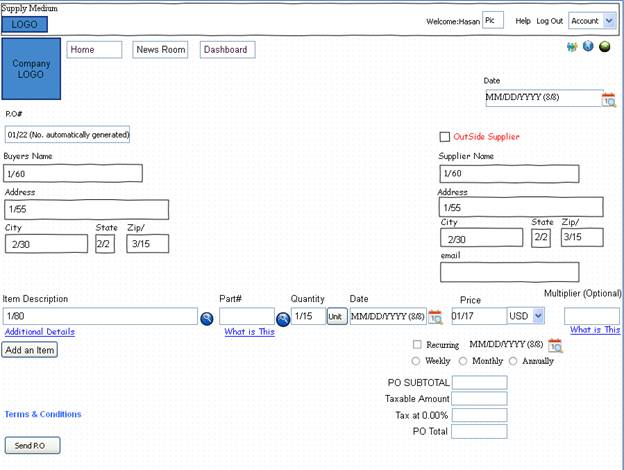 Supply Medium
LOGO
Welcome:Hasan
Pic
Help
Log Out
Account
Company
LOGO
Home
News Room
Dashboard
Date
MM/DD/YYYY (8/8)
P.O#
01/22 (No. automatically generated)
OutSide Supplier
Buyers Name
1/60
Supplier Name
1/60
Address
1/55
Address
1/55
City
State
Zip/
2/30
2/2
3/15
City
State
Zip/
2/30
2/2
3/15
email
Item Description
Part#
Quantity
Date
Price
Multiplier (Optional)
1/80
1/15
Unit
MM/DD/YYYY (8/8)
01/17
USD
Additional Details
What is This
What is This
Add an Item
Recurring
MM/DD/YYYY (8/8)
Weekly
Monthly
Annually
PO SUBTOTAL
Taxable Amount
Tax at 0.00%
PO Total
Terms & Conditions
Send P.O